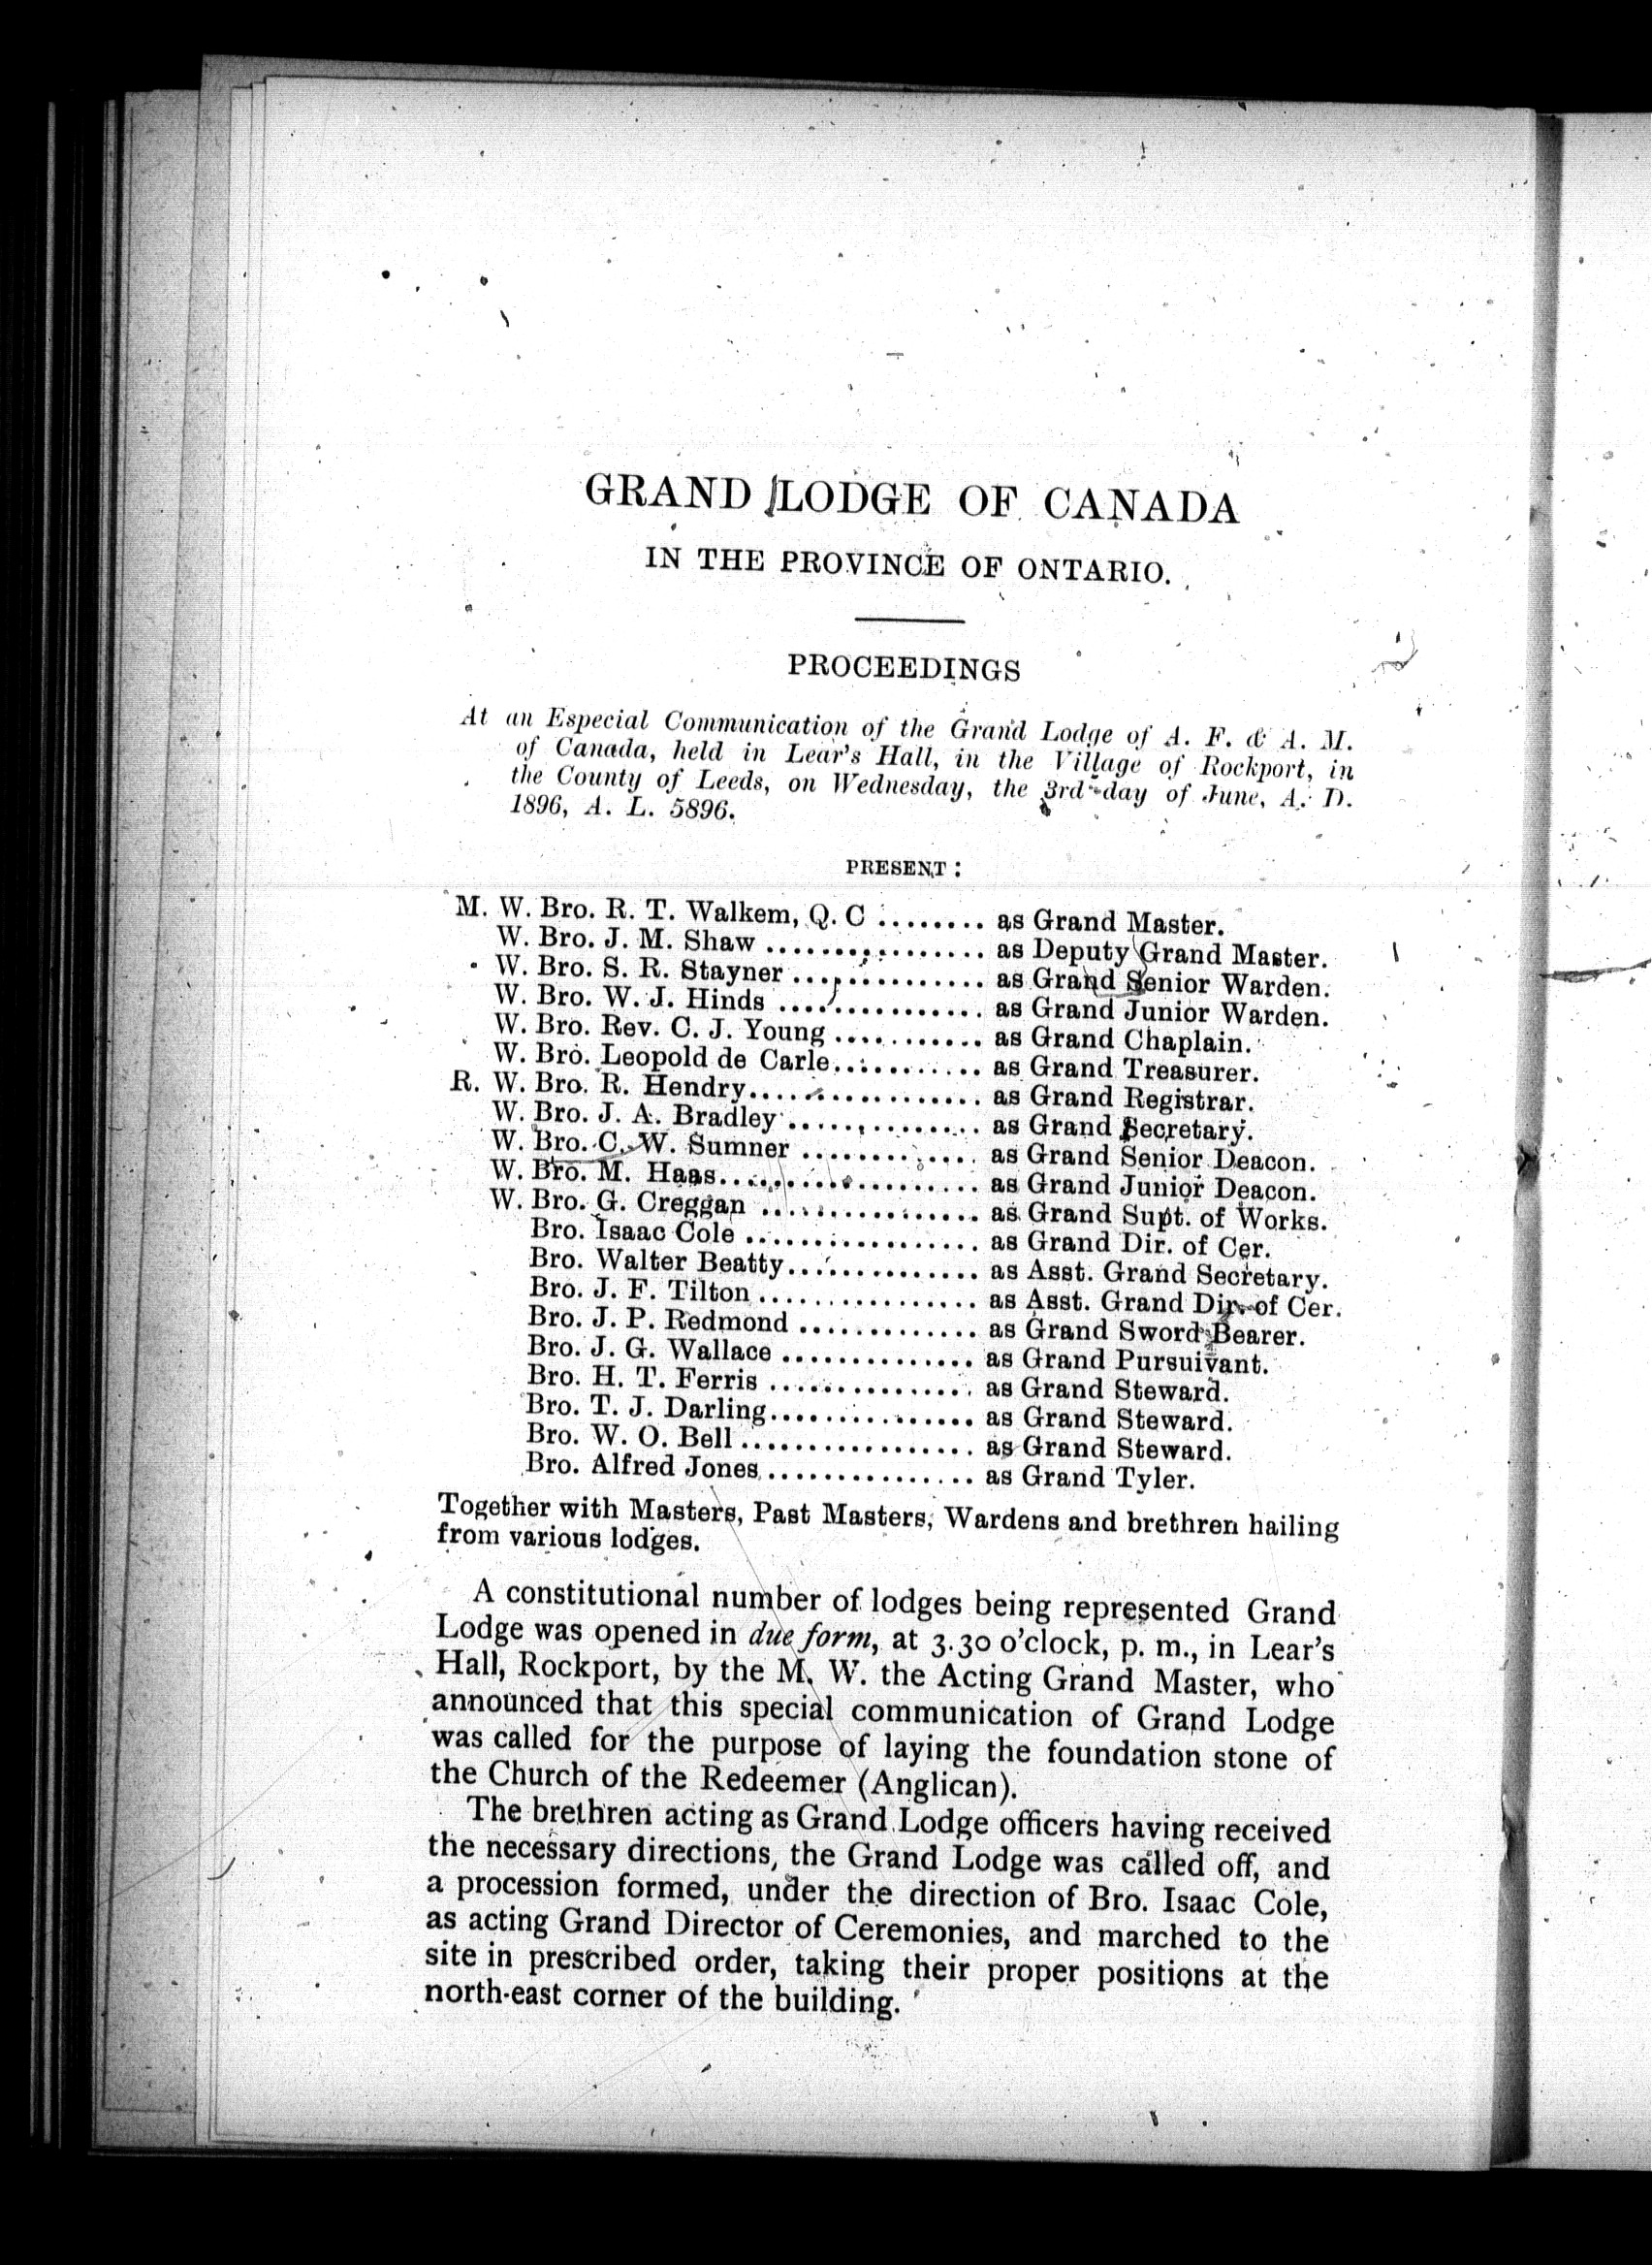 GRAND LODGE OF CANADA
IN THE PROVINCE OF ONTARIO.
PROCEEDINGS
At an Especial Communication of the Grand Lodge of A. F. & A. M.
of Canada, held in Lear's Hall, in the Village of Rockport, in
the County of Leeds, on Wednesday, the 3rd day of June, A. D.
1896, A. L. 5896.
PRESENT:
M. W. Bro. R. T. Walkem, Q. C ........ as Grand Master.
W. Bro. J. M. Shaw ................ as Deputy Grand Master.
W. Bro. S. R. Stayner .............. as Grand Senior Warden.
W. Bro. W. J. Hinds ............... as Grand Junior Warden.
W. Bro. Rev. C. J. Young ........... as Grand Chaplain.
W. Bro. Leopold de Carle........... as Grand Treasurer.
R. W. Bro. R. Hendry................. as Grand Registrar.
W. Bro. J. A. Bradley .............. as Grand Secretary.
W. Bro. C. W. Sumner ............. as Grand Senior Deacon.
W. Bro. M. Haas................... as Grand Junior Deacon.
W. Bro. G. Creggan ................ as Grand Supt. of Works.
Bro. Isaac Cole ................. as Grand Dir. of Cer.
Bro. Walter Beatty.............. as Asst. Grand Secretary.
Bro. J. F. Tilton ................ as Asst. Grand Dir. of Cer.
Bro. J. P. Redmond ............. as Grand Sword Bearer.
Bro. J. G. Wallace .............. as Grand Pursuivant.
Bro. H. T. Ferris ............... as Grand Steward.
Bro. T. J. Darling............... as Grand Steward.
Bro. W. O. Bell ................. as Grand Steward.
Bro. Alfred Jones ............... as Grand Tyler.
Together with Masters, Past Masters, Wardens and brethren hailing
from various lodges.
A constitutional number of lodges being represented Grand
Lodge was opened in due form, at 3.30 o'clock, p. m., in Lear's
Hall, Rockport, by the M. W. the Acting Grand Master, who
announced that this special communication of Grand Lodge
was called for the purpose of laying the foundation stone of
the Church of the Redeemer (Anglican).
The brethren acting as Grand Lodge officers having received
the necessary directions, the Grand Lodge was called off, and
a procession formed, under the direction of Bro. Isaac Cole,
as acting Grand Director of Ceremonies, and marched to the
site in prescribed order, taking their proper positions at the
north-east corner of the building.